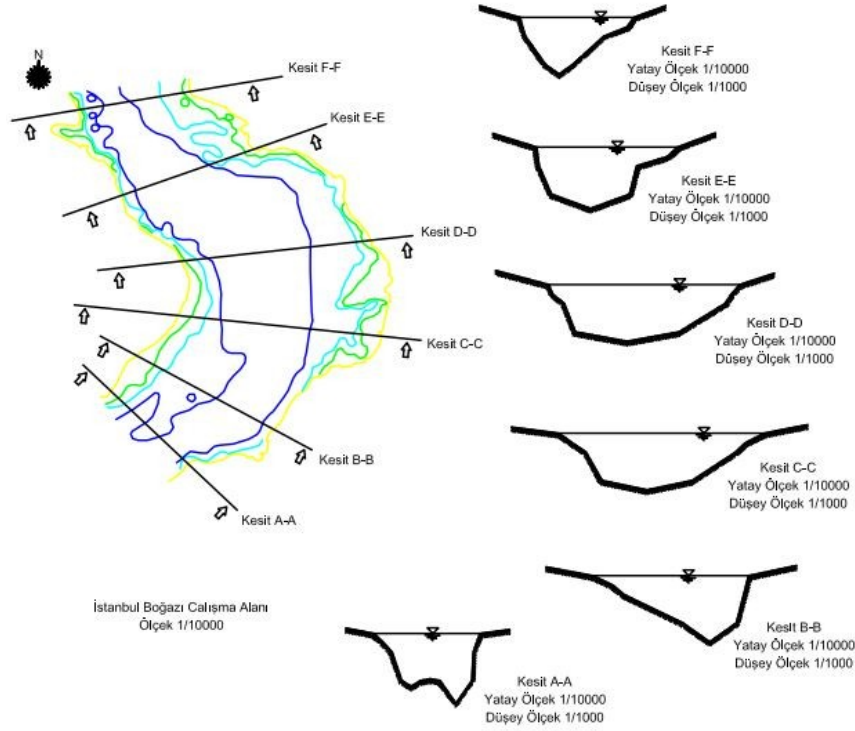 N
Kesit F-F
Kesit E-E
Kesit D-D
Kesit C-C
Kesit B-B
Kesit A-A
İstanbul Boğazı Calışma Alanı
Ölçek 1/10000
Kesit F-F
Yatay Ölçek 1/10000
Düşey Ölçek 1/1000
Kesit E-E
Yatay Ölçek 1/10000
Düşey Ölçek 1/1000
Kesit D-D
Yatay Ölçek 1/10000
Düşey Ölçek 1/1000
Kesit C-C
Yatay Ölçek 1/10000
Düşey Ölçek 1/1000
Kesit B-B
Yatay Ölçek 1/10000
Düşey Ölçek 1/1000
Kesit A-A
Yatay Ölçek 1/10000
Düşey Ölçek 1/1000